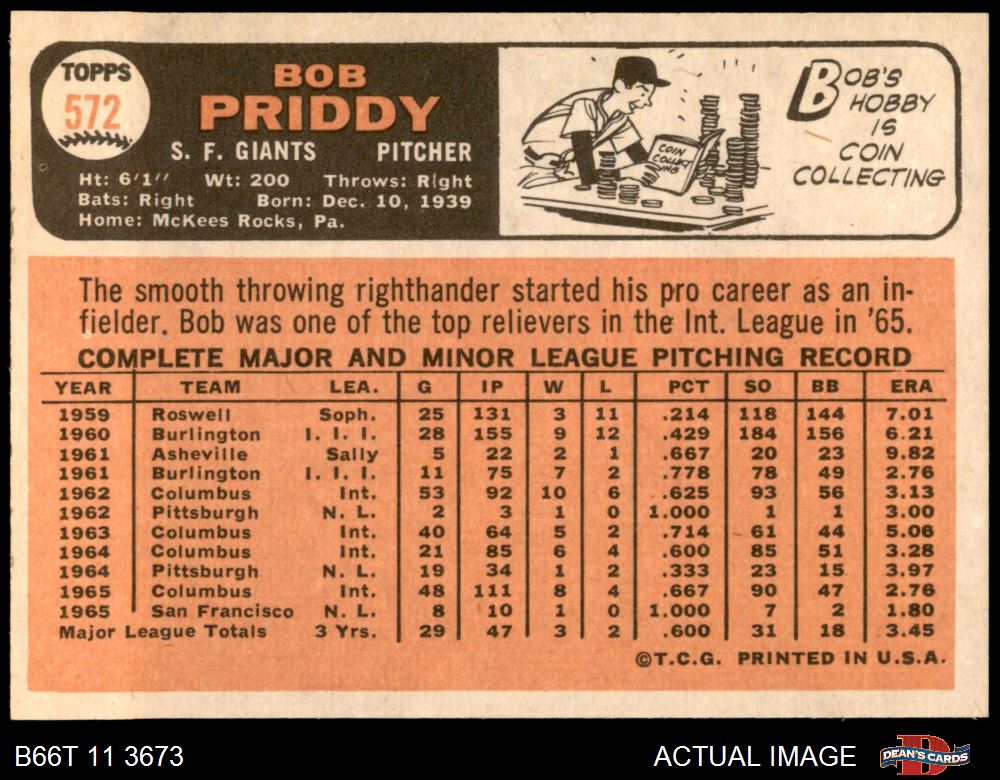 TOPPS
572
BOB
PRIDDY
S. F. GIANTS PITCHER
Ht: 6'1" Wt: 200 Throws: Right
Bats: Right Born: Dec. 10, 1939
Home: McKees Rocks, Pa.
COIN
COLLECT
ING
BOB'S
HOBBY
IS
COIN
COLLECTING
The smooth throwing righthander started his pro career as an in-
fielder. Bob was one of the top relievers in the Int. League in '65.
COMPLETE MAJOR AND MINOR LEAGUE PITCHING RECORD
YEAR TEAM LEA. G IP W L PCT SO BB ERA
1959 Roswell Soph. 25 131 3 11 .214 118 144 7.01
1960 Burlington I. I. I. 28 155 9 12 .429 184 156 6.21
1961 Asheville Sally 5 22 2 1 .667 20 23 9.82
1961 Burlington I. I. I. 11 75 7 2 .778 78 49 2.76
1962 Columbus Int. 53 92 10 6 .625 93 56 3.13
1962 Pittsburgh N. L. 2 3 1 0 1.000 1 1 3.00
1963 Columbus Int. 40 64 5 2 .714 61 44 5.06
1964 Columbus Int. 21 85 6 4 .600 85 51 3.28
1964 Pittsburgh N. L. 19 34 1 2 .333 23 15 3.97
1965 Columbus Int. 48 111 8 4 .667 90 47 2.76
1965 San Francisco N. L. 8 10 1 0 1.000 7 2 1.80
Major League Totals 3 Yrs. 29 47 3 2 .600 31 18 3.45
©T.C.G. PRINTED IN U.S.A.
B66T 11 3673 ACTUAL IMAGE DEAN'S CARDS